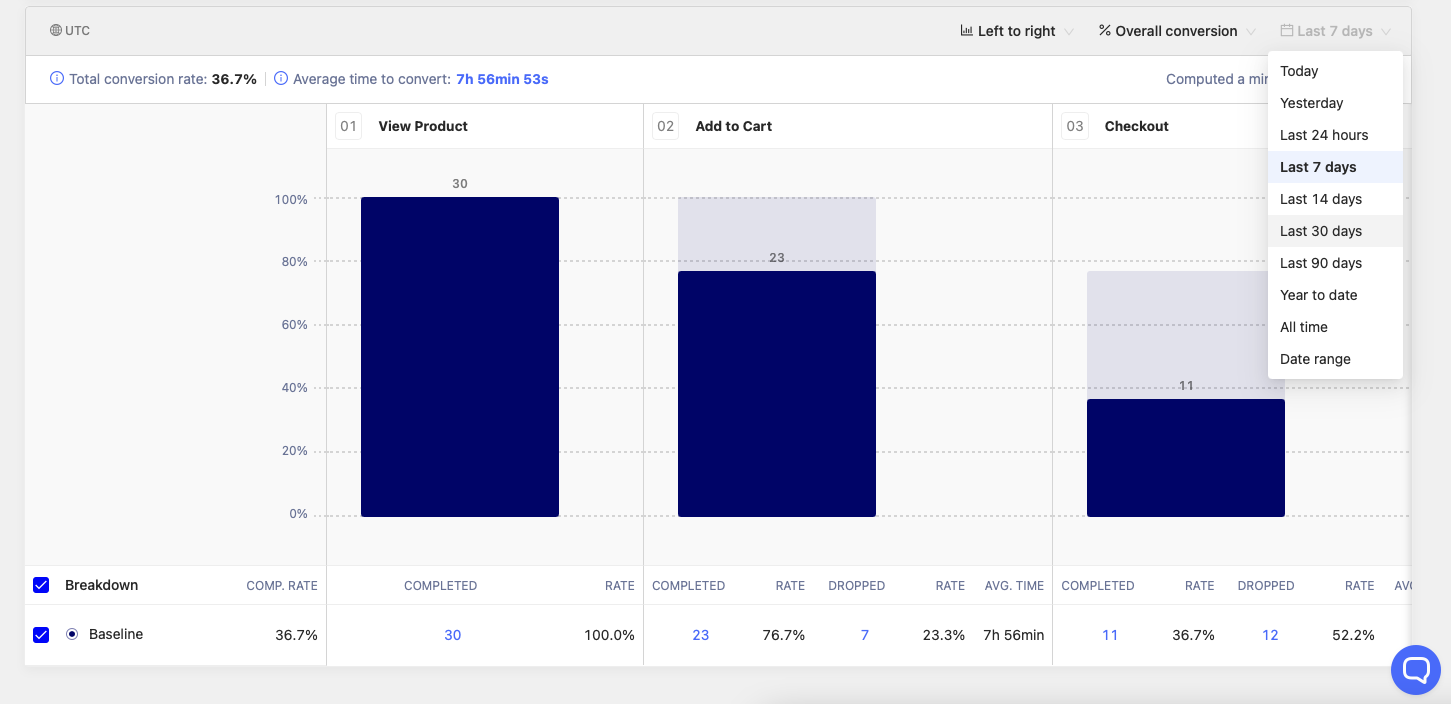 UTC
Left to right
Overall conversion
Last 7 days
Total conversion rate: 36.7%
Average time to convert: 7h 56min 53s
Computed a
Today
Yesterday
Last 24 hours
Last 7 days
Last 14 days
Last 30 days
Last 90 days
Year to date
All time
Date range
01 View Product
02 Add to Cart
03 Checkout
100%
80%
60%
40%
20%
0%
30
23
11
Breakdown COMP. RATE COMPLETED RATE COMPLETED RATE DROPPED RATE AVG. TIME COMPLETED RATE DROPPED RATE
Baseline 36.7% 30 100.0% 23 76.7% 7 23.3% 7h 56min 11 36.7% 12 52.2%